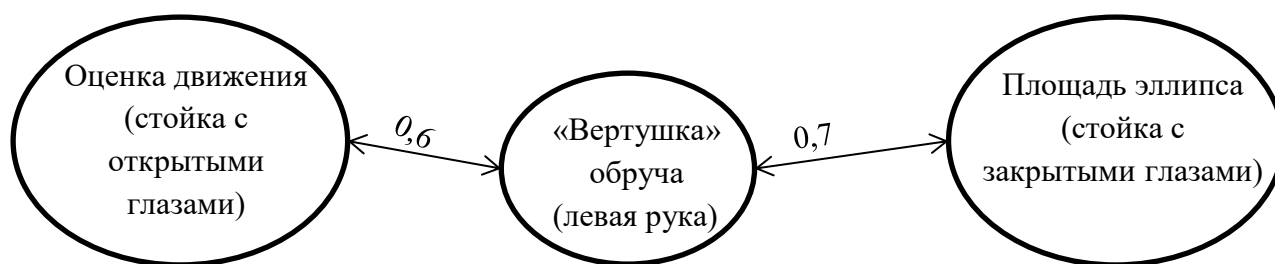 Оценка движения
(стойка с
открытыми
глазами)
0,6
«Вертушка»
обруча
(левая рука)
0,7
Площадь эллипса
(стойка с
закрытыми глазами)